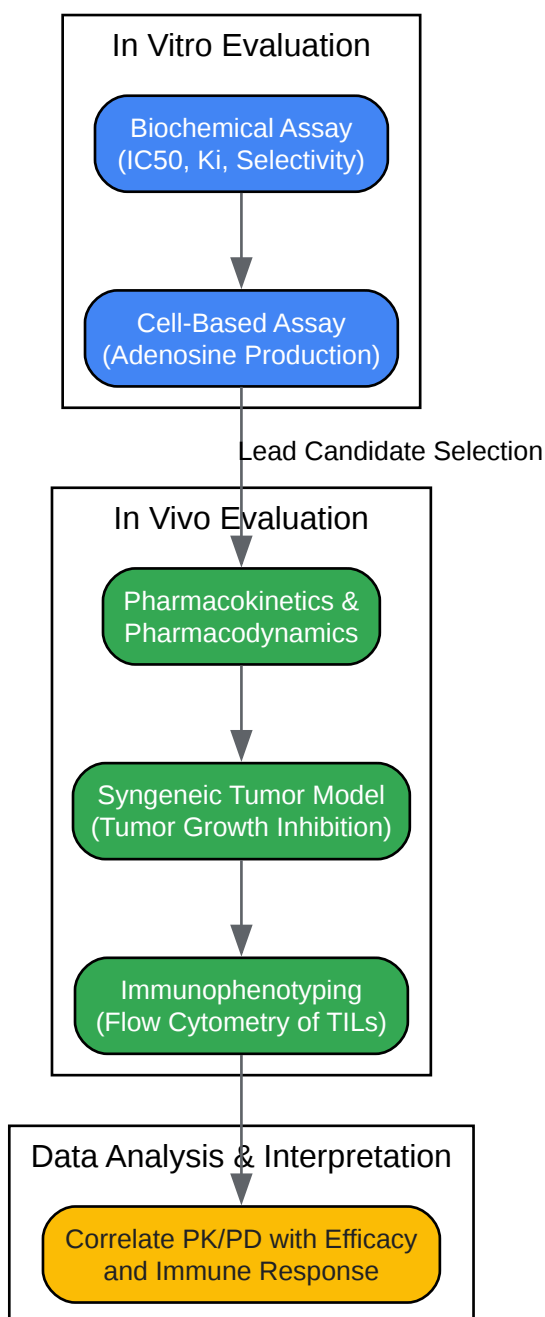 In Vitro Evaluation
Biochemical Assay
(IC50, Ki, Selectivity)
Cell-Based Assay
(Adenosine Production)
Lead Candidate Selection
In Vivo Evaluation
Pharmacokinetics &
Pharmacodynamics
Syngeneic Tumor Model
(Tumor Growth Inhibition)
Immunophenotyping
(Flow Cytometry of TILs)
Data Analysis & Interpretation
Correlate PK/PD with Efficacy
and Immune Response